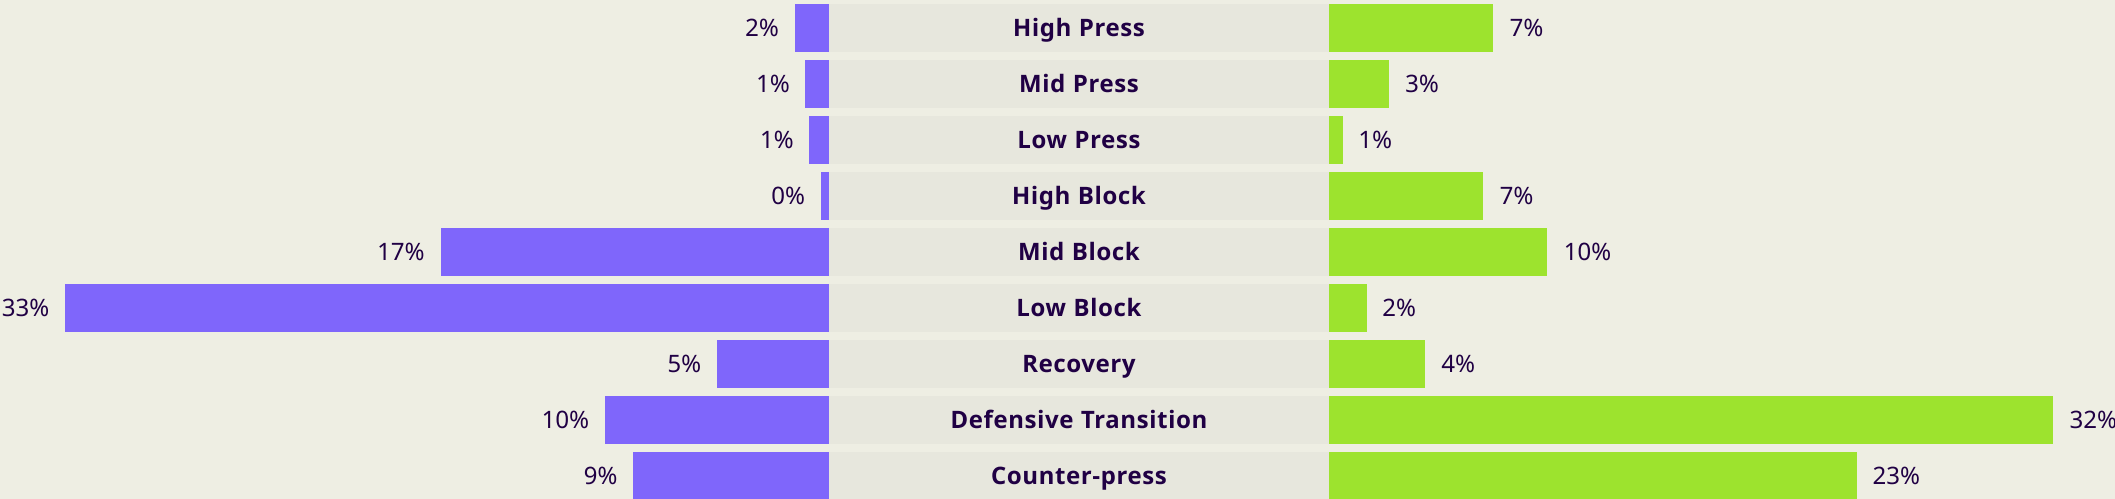 2% High Press 7%
1% Mid Press 3%
1% Low Press 1%
0% High Block 7%
17% Mid Block 10%
33% Low Block 2%
5% Recovery 4%
10% Defensive Transition 32%
9% Counter-press 23%